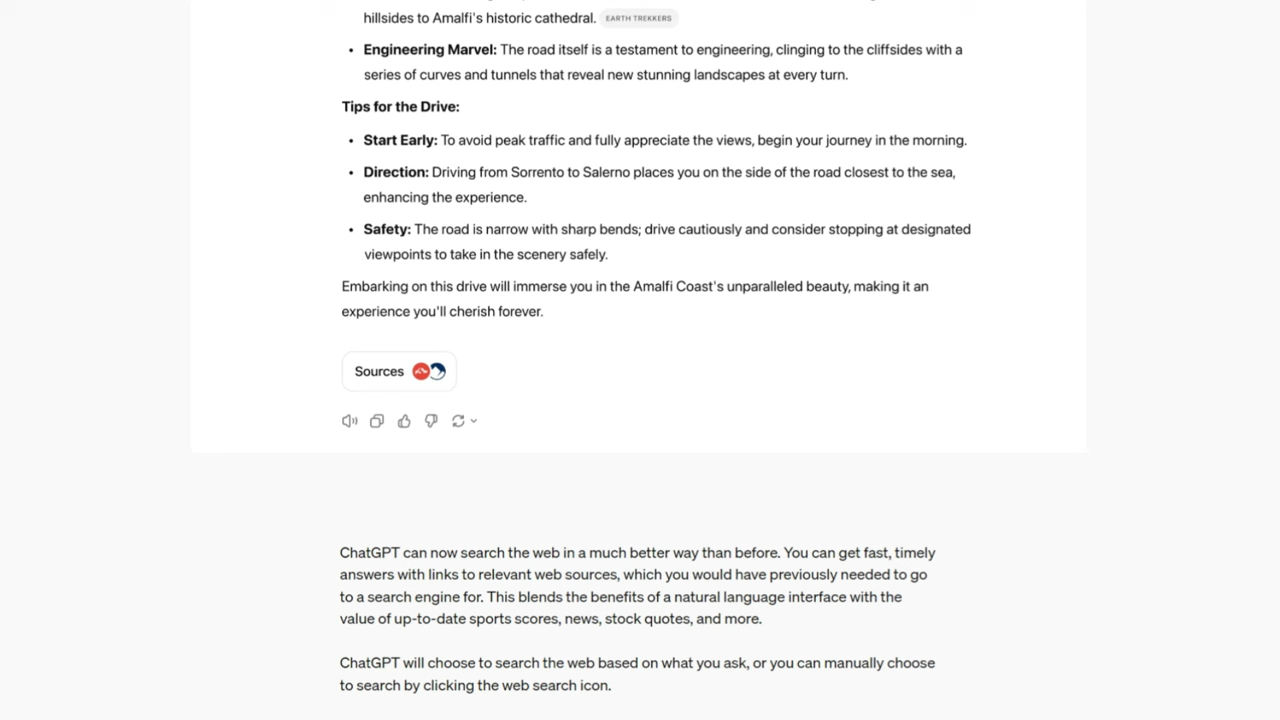 hillsides to Amalfi's historic cathedral. EARTH TREKKERS
• Engineering Marvel: The road itself is a testament to engineering, clinging to the cliffsides with a
series of curves and tunnels that reveal new stunning landscapes at every turn.
Tips for the Drive:
• Start Early: To avoid peak traffic and fully appreciate the views, begin your journey in the morning.
• Direction: Driving from Sorrento to Salerno places you on the side of the road closest to the sea,
enhancing the experience.
• Safety: The road is narrow with sharp bends; drive cautiously and consider stopping at designated
viewpoints to take in the scenery safely.
Embarking on this drive will immerse you in the Amalfi Coast's unparalleled beauty, making it an
experience you'll cherish forever.
Sources
ChatGPT can now search the web in a much better way than before. You can get fast, timely
answers with links to relevant web sources, which you would have previously needed to go
to a search engine for. This blends the benefits of a natural language interface with the
value of up-to-date sports scores, news, stock quotes, and more.
ChatGPT will choose to search the web based on what you ask, or you can manually choose
to search by clicking the web search icon.